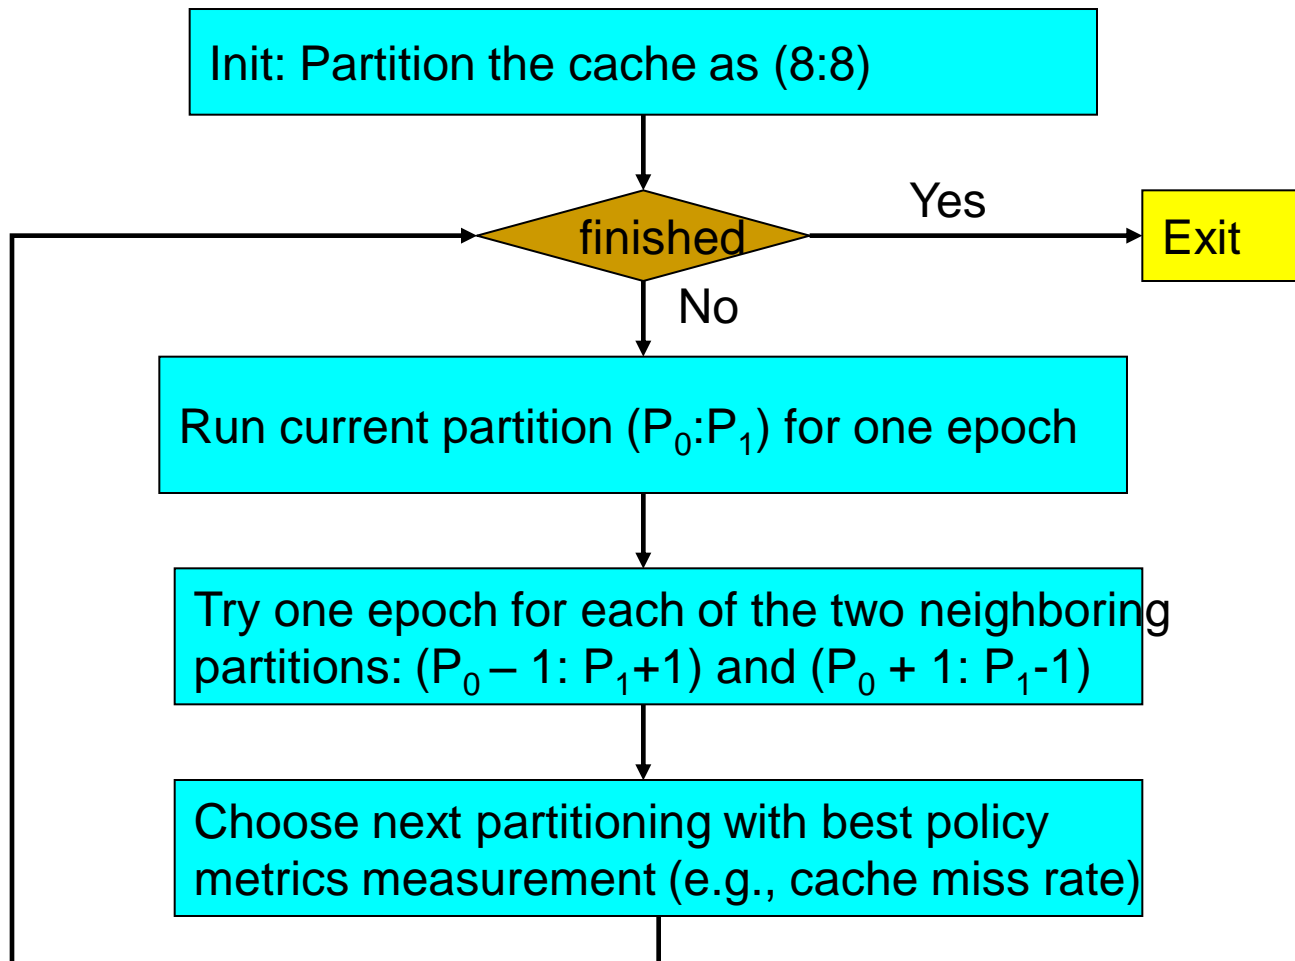 Init: Partition the cache as (8:8)
finished
Yes
Exit
No
Run current partition (P₀:P₁) for one epoch
Try one epoch for each of the two neighboring
partitions: (P₀ – 1: P₁+1) and (P₀ + 1: P₁-1)
Choose next partitioning with best policy
metrics measurement (e.g., cache miss rate)